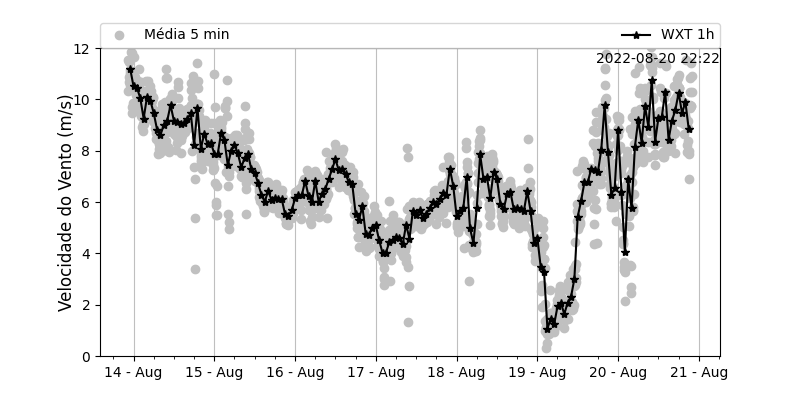 Média 5 min
WXT 1h
2022-08-20 22:22
Velocidade do Vento (m/s)
12
10
8
6
4
2
0
14 - Aug
15 - Aug
16 - Aug
17 - Aug
18 - Aug
19 - Aug
20 - Aug
21 - Aug